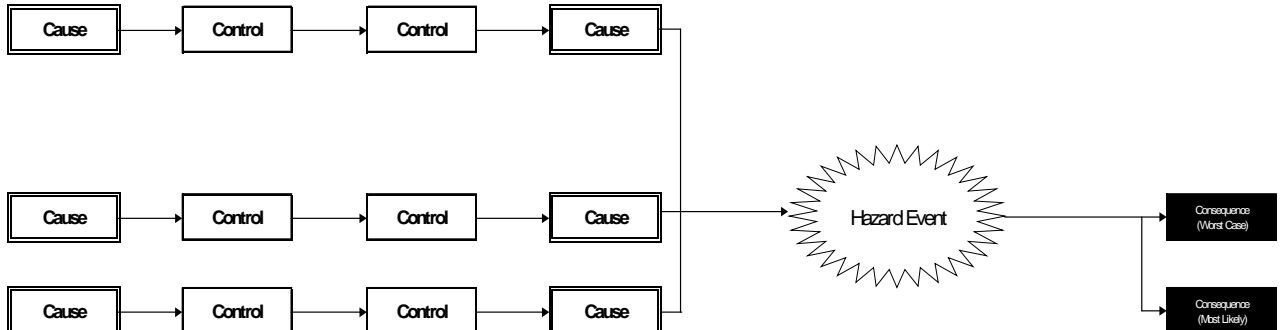 Cause Control Control Cause
Cause Control Control Cause
Hazard Event
Consequence
(Worst Case)
Cause Control Control Cause
Consequence
(Most Likely)